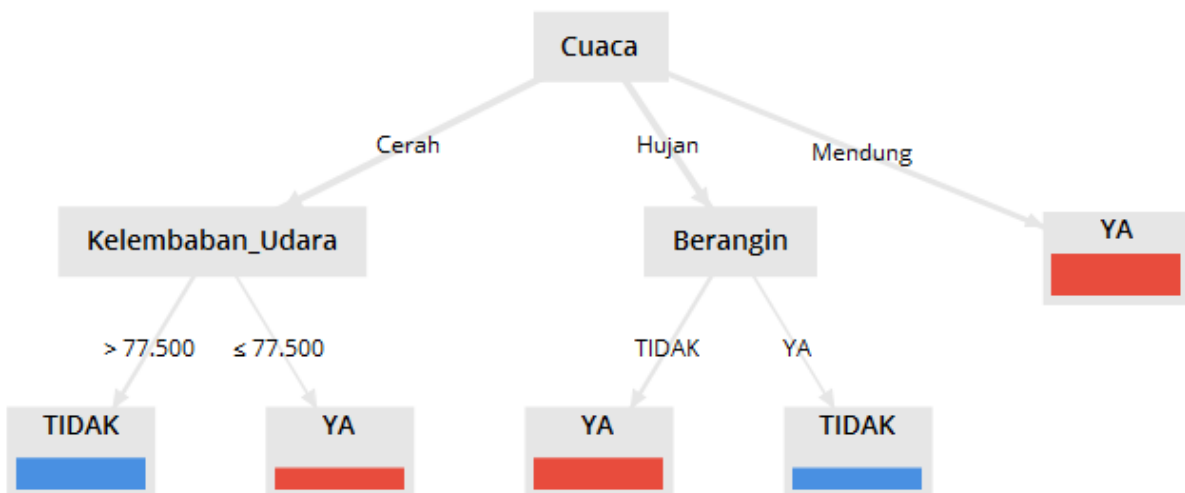 Cuaca
Cerah
Hujan
Mendung
Kelembaban_Udara
Berangin
YA
> 77.500
≤ 77.500
TIDAK
YA
TIDAK
YA
YA
TIDAK